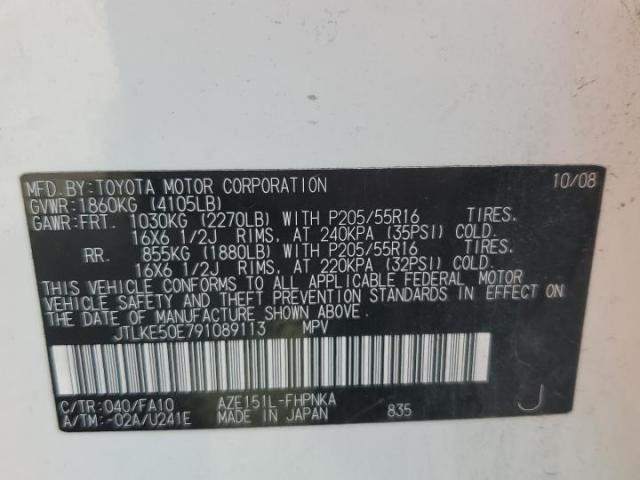 MFD.BY:TOYOTA MOTOR CORPORATION 10/08
GVWR:1860KG (4105LB)
GAWR:FRT. 1030KG (2270LB) WITH P205/55R16 TIRES.
16X6 1/2J RIMS, AT 240KPA (35PSI) COLD.
RR. 855KG (1880LB) WITH P205/55R16 TIRES.
16X6 1/2J RIMS, AT 220KPA (32PSI) COLD.
THIS VEHICLE CONFORMS TO ALL APPLICABLE FEDERAL MOTOR
VEHICLE SAFETY AND THEFT PREVENTION STANDARDS IN EFFECT ON
THE DATE OF MANUFACTURE SHOWN ABOVE.
JTLKE50E791089113 MPV
C/TR:040/FA10 AZE151L-FHPNKA J
A/TM:-02A/U241E MADE IN JAPAN 835